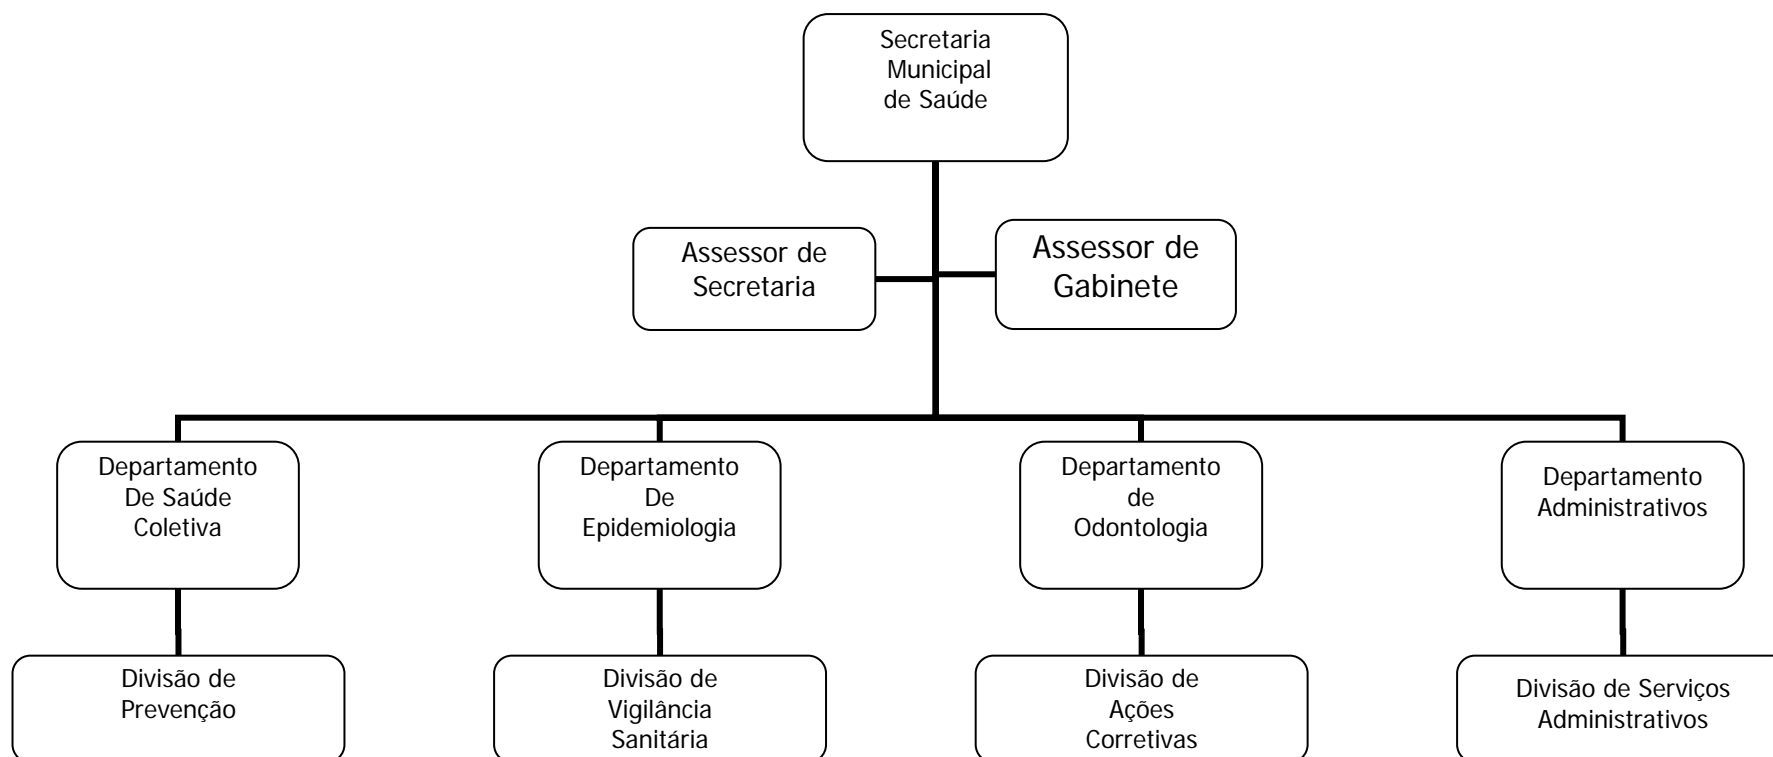 Secretaria
Municipal
de Saúde
Assessor de
Secretaria
Assessor de
Gabinete
Departamento
De Saúde
Coletiva
Departamento
De
Epidemiologia
Departamento
de
Odontologia
Departamento
Administrativos
Divisão de
Prevenção
Divisão de
Vigilância
Sanitária
Divisão de
Ações
Corretivas
Divisão de Serviços
Administrativos